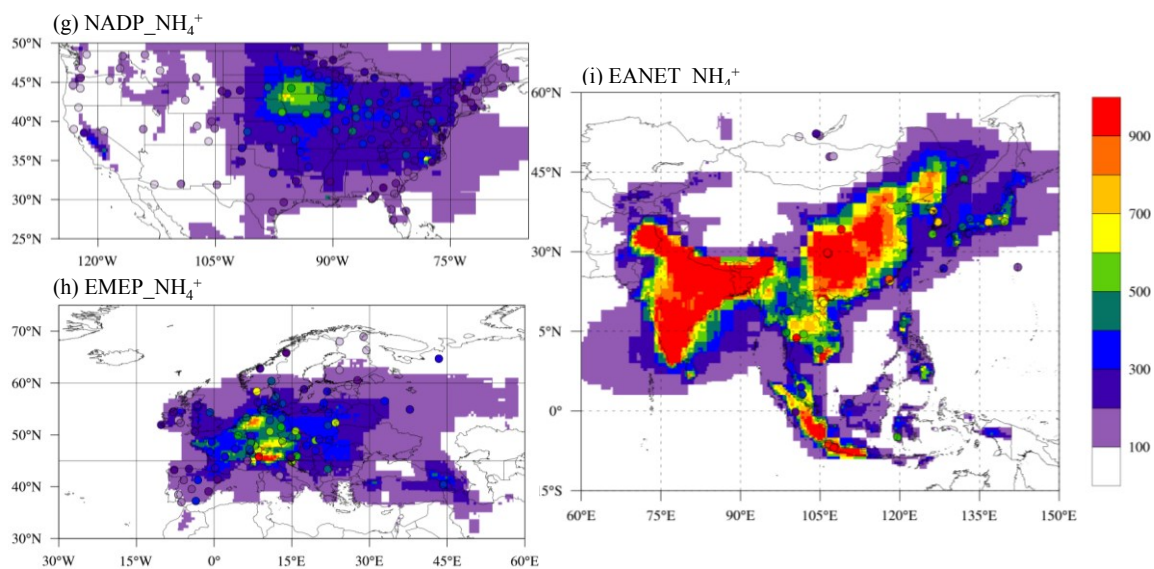 (g) NADP_NH₄⁺
50°N
45°N
40°N
35°N
30°N
25°N
120°W 105°W 90°W 75°W
(h) EMEP_NH₄⁺
70°N
60°N
50°N
40°N
30°N
30°W 15°W 0° 15°E 30°E 45°E 60°E
(i) EANET_NH₄⁺
60°N
45°N
30°N
5°N
0°
5°S
60°E 75°E 90°E 105°E 120°E 135°E 150°E
900
700
500
300
100